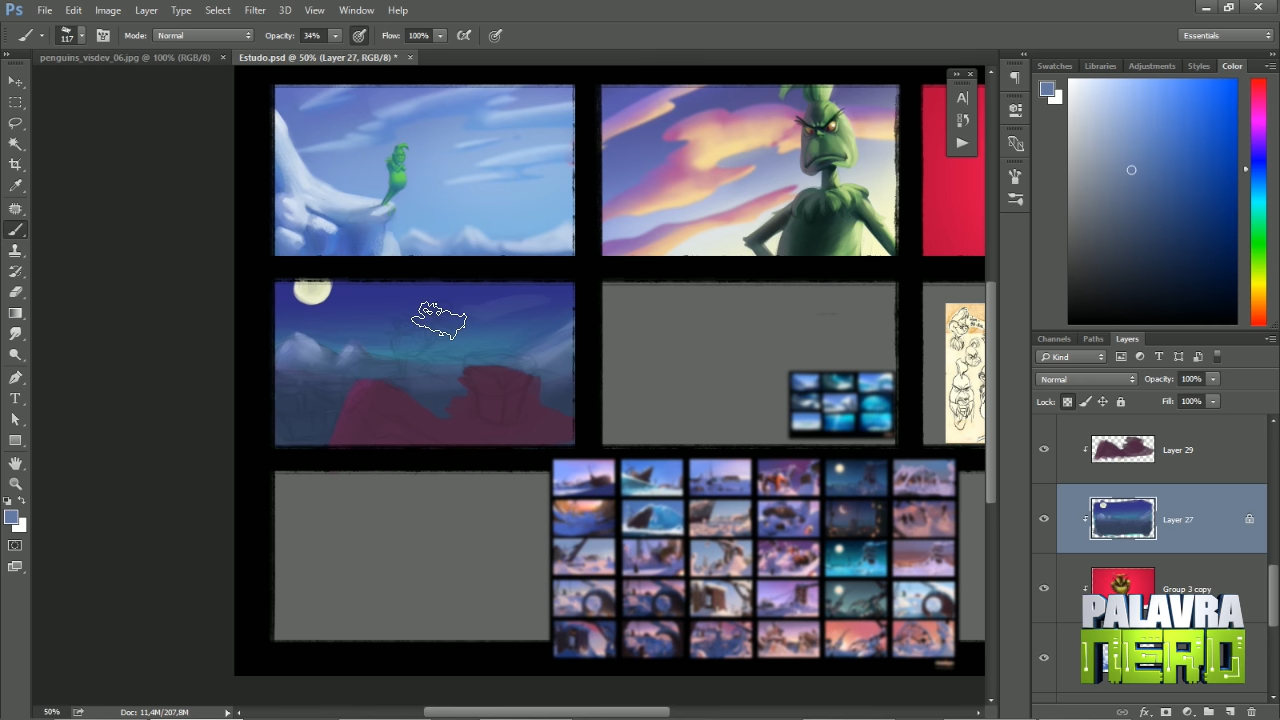 Ps File Edit Image Layer Type Select Filter 3D View Window Help
117 Mode: Normal Opacity: 34% Flow: 100% Essentials
penguins_visdev_06.jpg @ 100% (RGB/8) × Estudo.psd @ 50% (Layer 27, RGB/8) * ×
Swatches Libraries Adjustments Styles Color
Channels Paths Layers
Kind
Normal Opacity: 100%
Lock: Fill: 100%
Layer 29
Layer 27
Group 3 copy
PALAVRA
NERD
50% Doc: 11,4M/207,8M